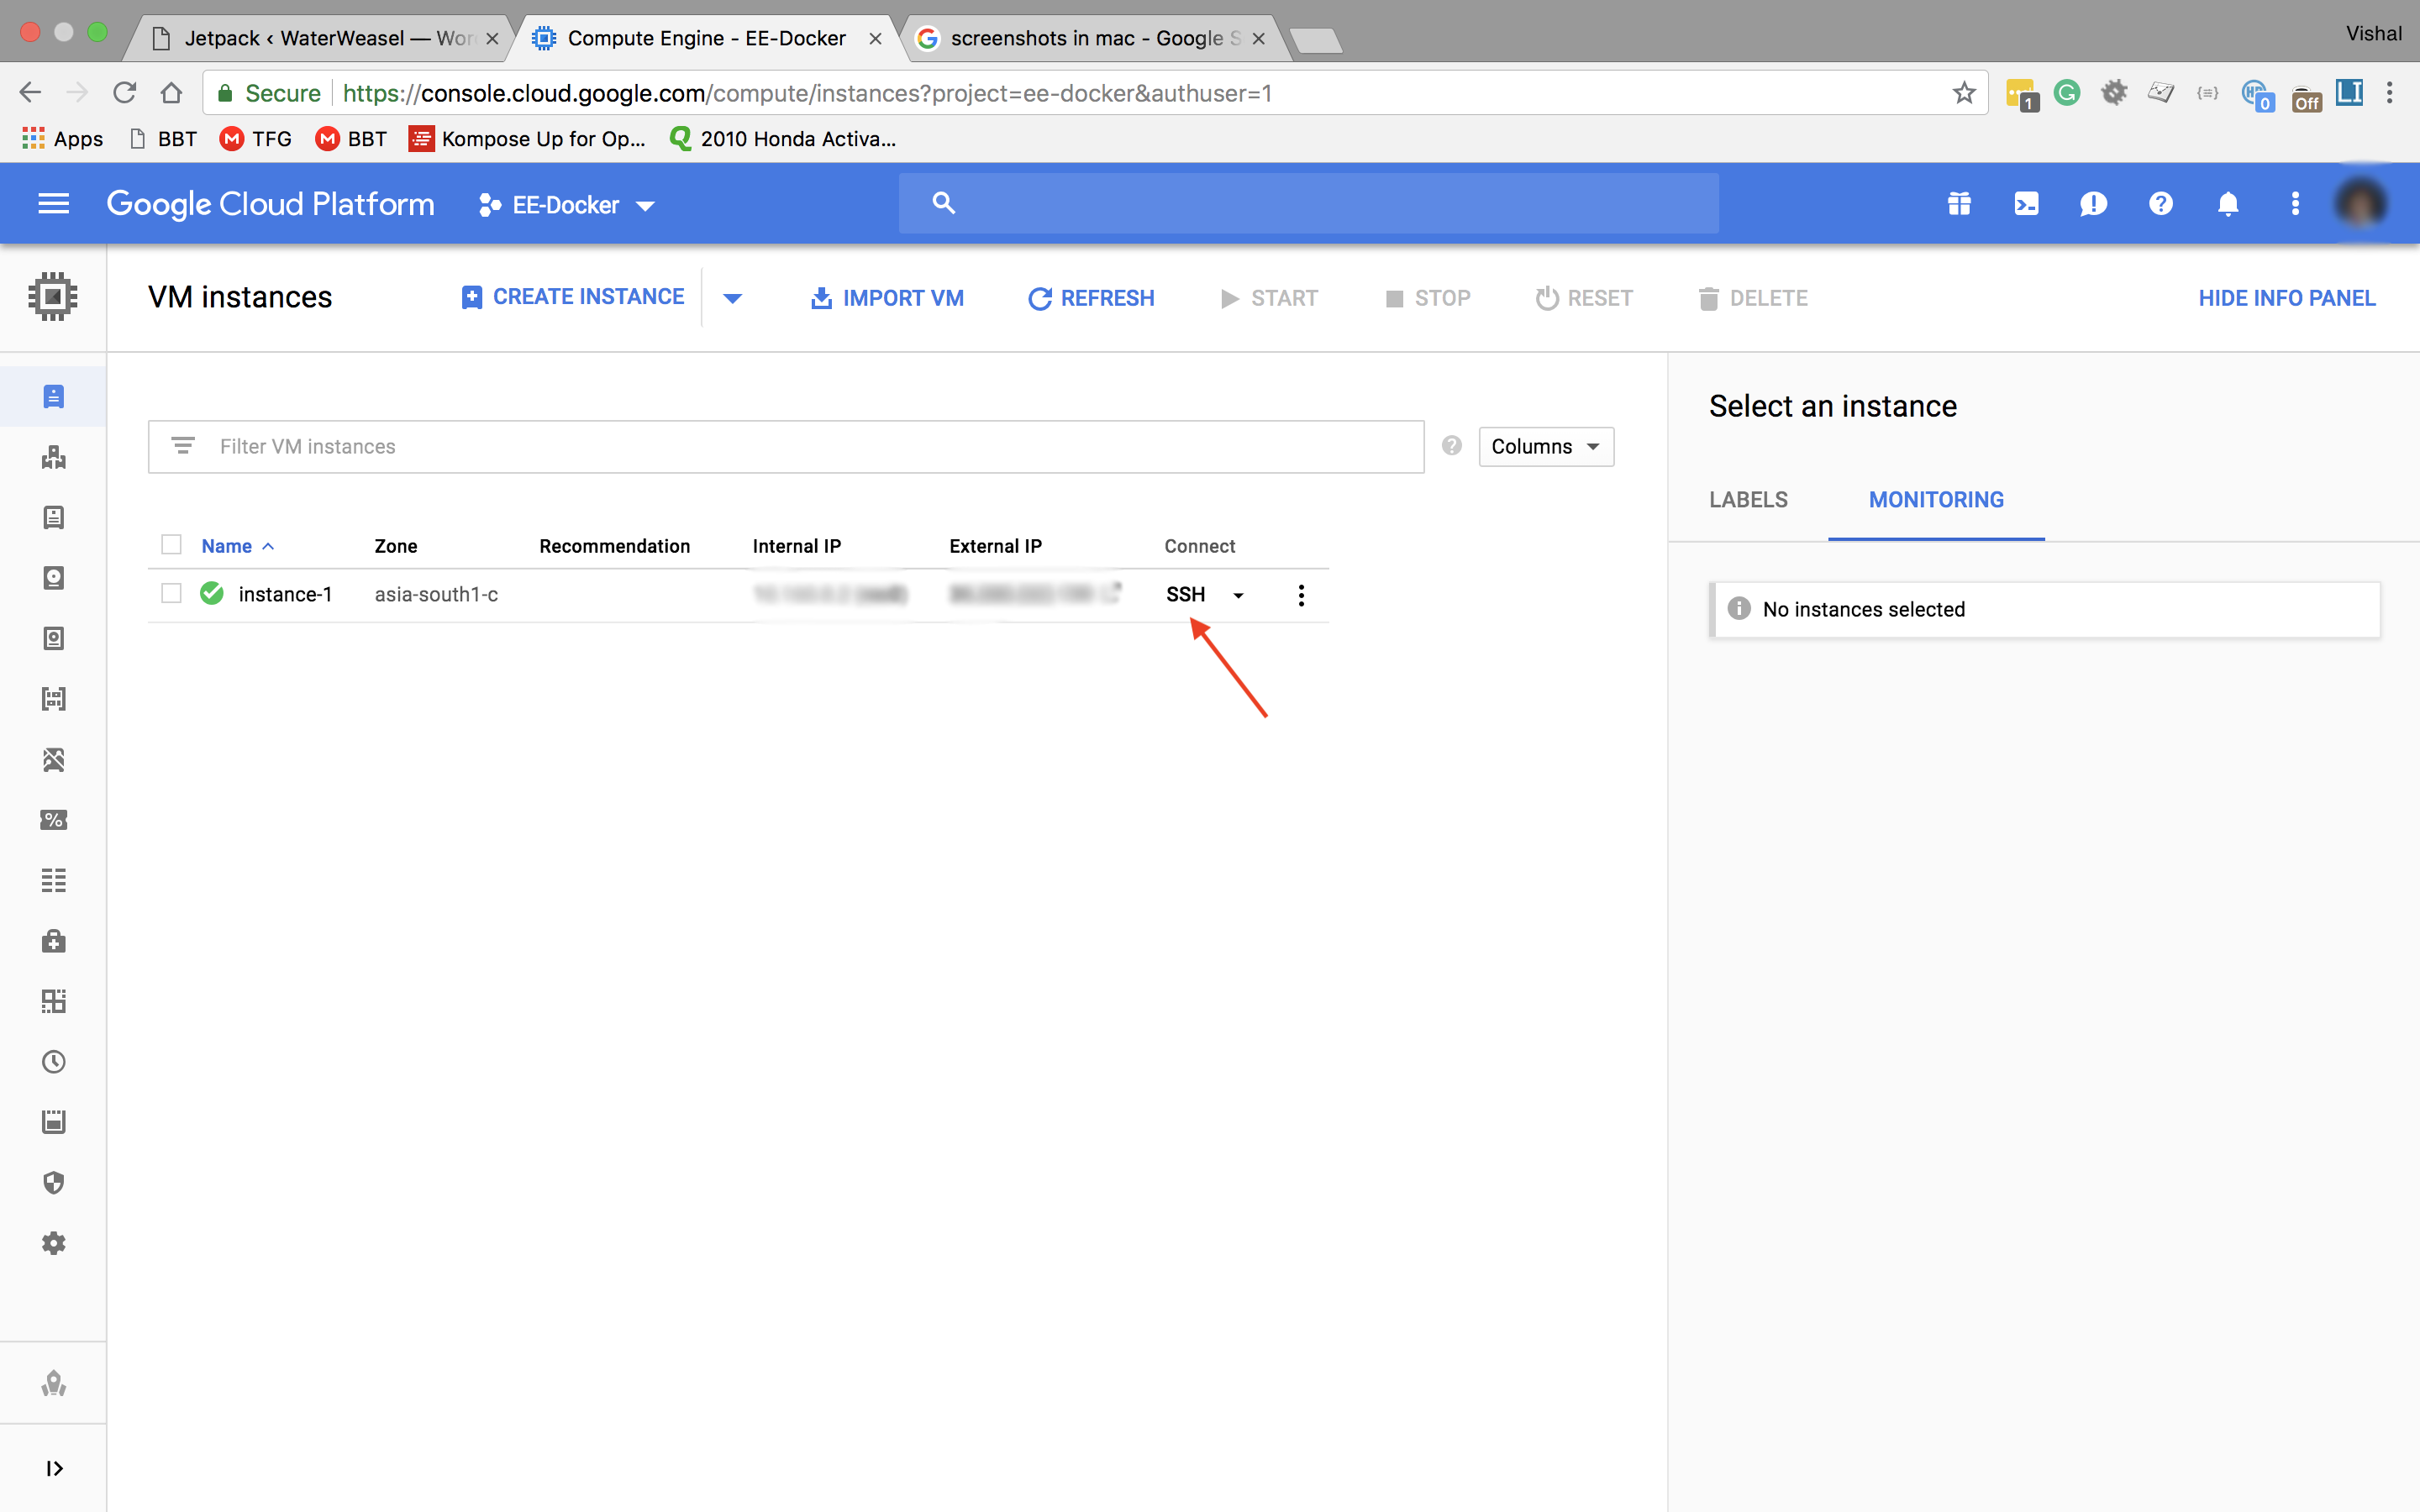 Jetpack ‹ WaterWeasel — Wor
Compute Engine - EE-Docker
screenshots in mac - Google S
Vishal
Secure https://console.cloud.google.com/compute/instances?project=ee-docker&authuser=1
1
0
Off
LI
Apps BBT TFG BBT Kompose Up for Op... 2010 Honda Activa...
Google Cloud Platform EE-Docker
VM instances CREATE INSTANCE IMPORT VM REFRESH START STOP RESET DELETE HIDE INFO PANEL
Select an instance
Filter VM instances
Columns
LABELS MONITORING
Name Zone Recommendation Internal IP External IP Connect
instance-1 asia-south1-c SSH
No instances selected